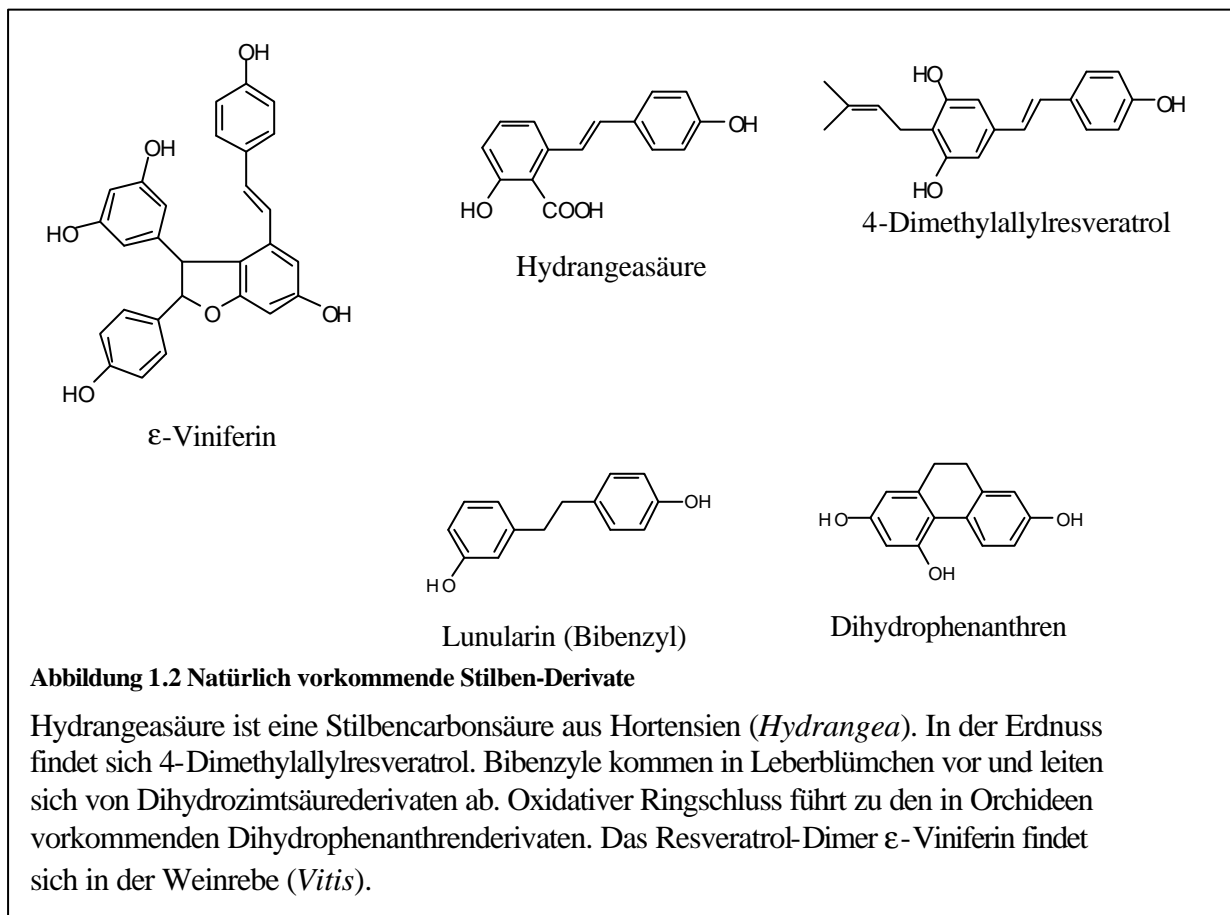 OH
OH
HO
O
OH
HO
ε-Viniferin
OH
HO
COOH
Hydrangeasäure
HO
OH
HO
4-Dimethylallylresveratrol
OH
HO
Lunularin (Bibenzyl)
HO
OH
OH
Dihydrophenanthren
Abbildung 1.2 Natürlich vorkommende Stilben-Derivate
Hydrangeasäure ist eine Stilbencarbonsäure aus Hortensien (Hydrangea). In der Erdnuss
findet sich 4-Dimethylallylresveratrol. Bibenzyle kommen in Leberblümchen vor und leiten
sich von Dihydrozimtsäurederivaten ab. Oxidativer Ringschluss führt zu den in Orchideen
vorkommenden Dihydrophenanthrenderivaten. Das Resveratrol-Dimer ε-Viniferin findet
sich in der Weinrebe (Vitis).